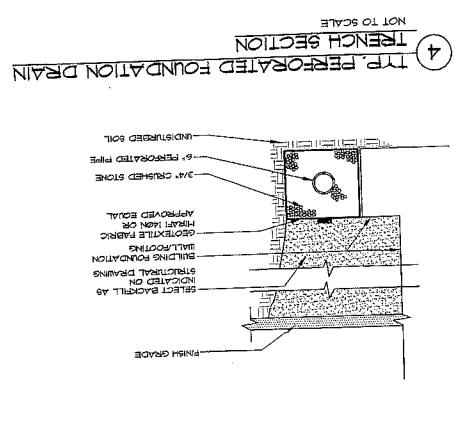 FINISH GRADE
SELECT BACKFILL AS
INDICATED ON
STRUCTURAL DRAWING
BUILDING FOUNDATION
WALL/FOOTING
GEOTEXTILE FABRIC
MIRAFI 140N OR
APPROVED EQUAL
3/4" CRUSHED STONE
6" PERFORATED PIPE
UNDISTURBED SOIL
4
TYP. PERFORATED FOUNDATION DRAIN
TRENCH SECTION
NOT TO SCALE